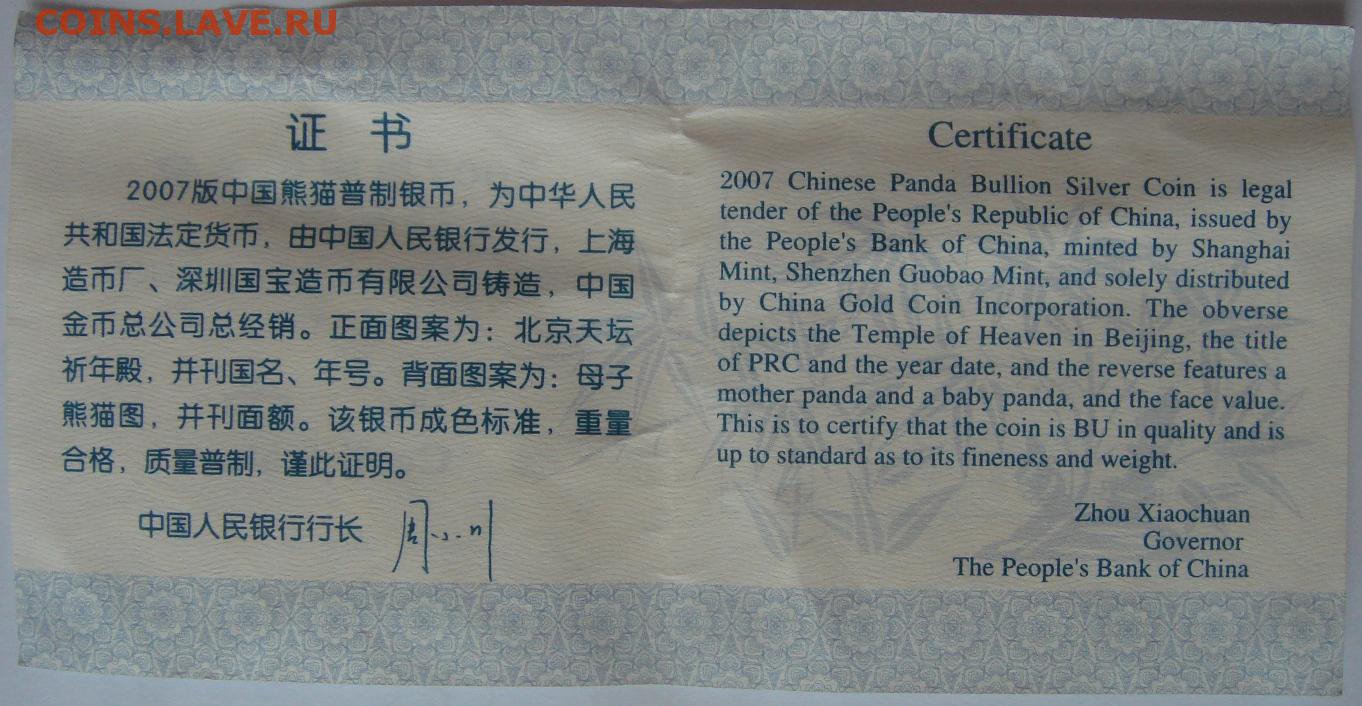 COINS.LAVE.RU
证 书
2007版中国熊猫普制银币，为中华人民
共和国法定货币，由中国人民银行发行，上海
造币厂、深圳国宝造币有限公司铸造，中国
金币总公司总经销。正面图案为：北京天坛
祈年殿，并刊国名、年号。背面图案为：母子
熊猫图，并刊面额。该银币成色标准，重量
合格，质量普制，谨此证明。
中国人民银行行长 周小川
Certificate
2007 Chinese Panda Bullion Silver Coin is legal
tender of the People's Republic of China, issued by
the People's Bank of China, minted by Shanghai
Mint, Shenzhen Guobao Mint, and solely distributed
by China Gold Coin Incorporation. The obverse
depicts the Temple of Heaven in Beijing, the title
of PRC and the year date, and the reverse features a
mother panda and a baby panda, and the face value.
This is to certify that the coin is BU in quality and is
up to standard as to its fineness and weight.
Zhou Xiaochuan
Governor
The People's Bank of China